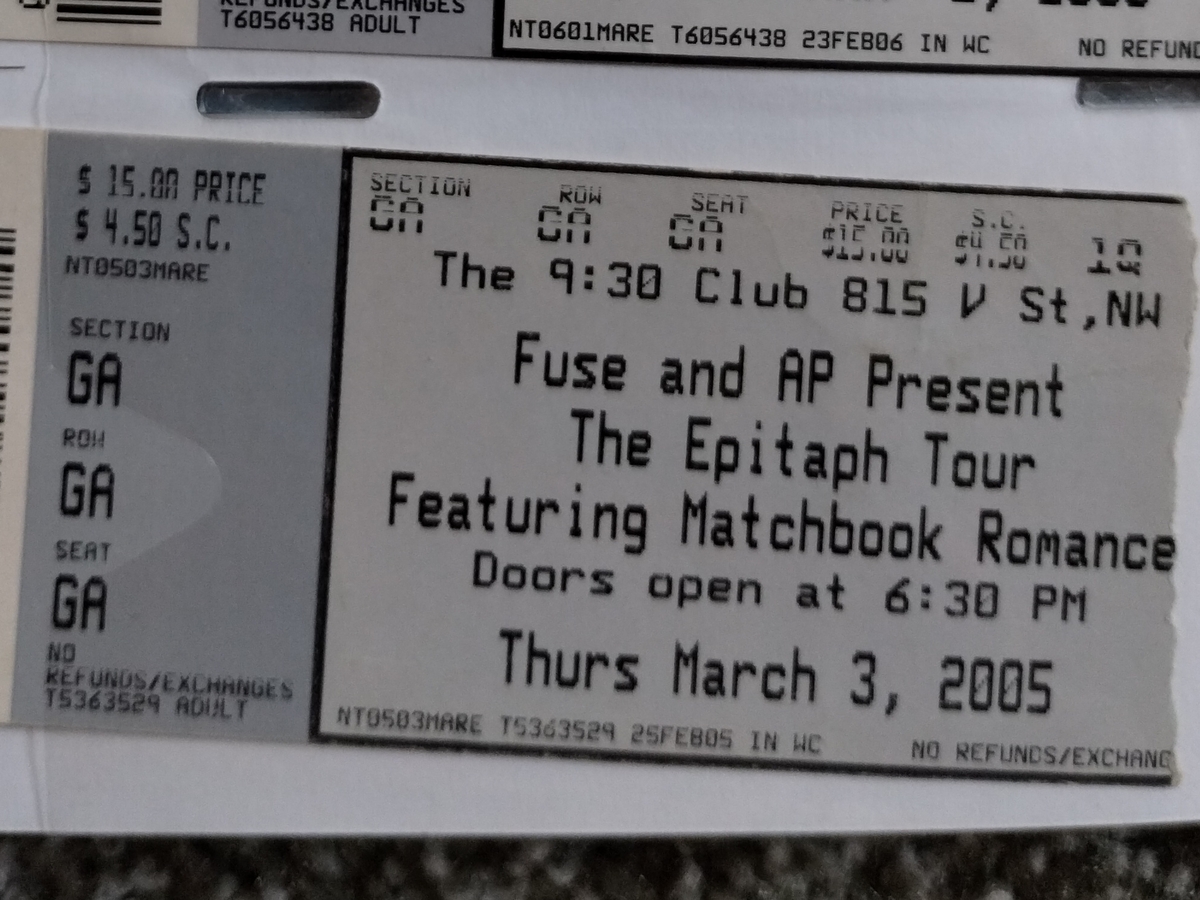 REFUNDS/EXCHANGES
T6056438 ADULT
NT0601MARE T6056438 23FEB06 IN WC NO REFUND
$ 15.00 PRICE
$ 4.50 S.C.
NT0503MARE
SECTION
GA
ROW
GA
SEAT
GA
NO
REFUNDS/EXCHANGES
T5363529 ADULT
SECTION ROW SEAT PRICE S.C.
GA GA GA $15.00 $4.50 1Q
The 9:30 Club 815 V St,NW
Fuse and AP Present
The Epitaph Tour
Featuring Matchbook Romance
Doors open at 6:30 PM
Thurs March 3, 2005
NT0503MARE T5363529 25FEB05 IN WC NO REFUNDS/EXCHANG